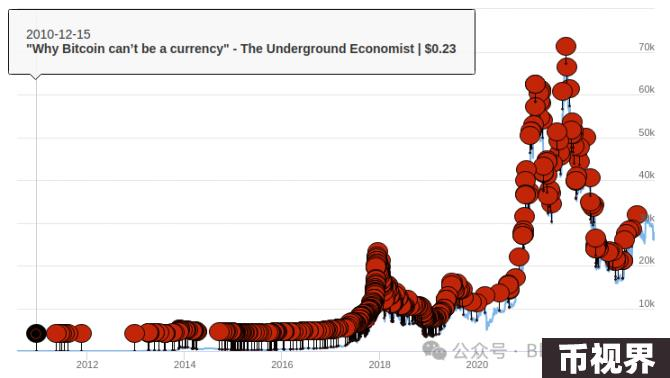 2010-12-15
"Why Bitcoin can't be a currency" - The Underground Economist | $0.23
70k
60k
50k
40k
20k
10k
2012
2014
2016
2018
2020
公众号 ·
币视界